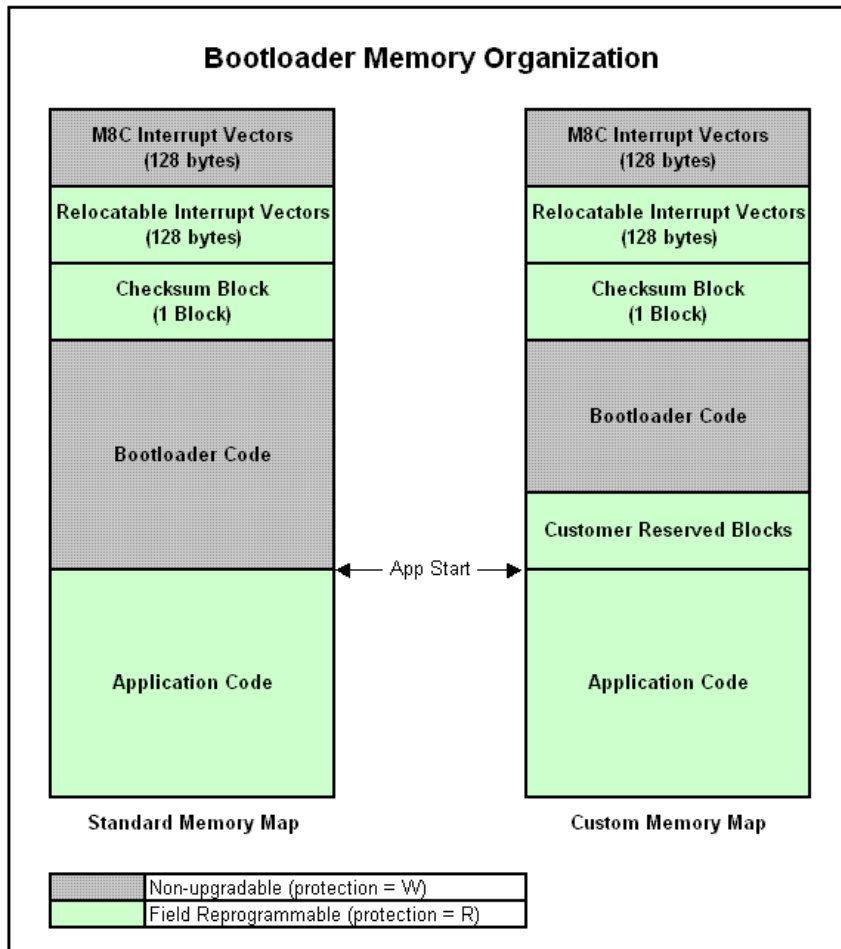 Bootloader Memory Organization
M8C Interrupt Vectors
(128 bytes)
Relocatable Interrupt Vectors
(128 bytes)
Checksum Block
(1 Block)
Bootloader Code
Application Code
Standard Memory Map
App Start
M8C Interrupt Vectors
(128 bytes)
Relocatable Interrupt Vectors
(128 bytes)
Checksum Block
(1 Block)
Bootloader Code
Customer Reserved Blocks
Application Code
Custom Memory Map
Non-upgradable (protection = W)
Field Reprogrammable (protection = R)